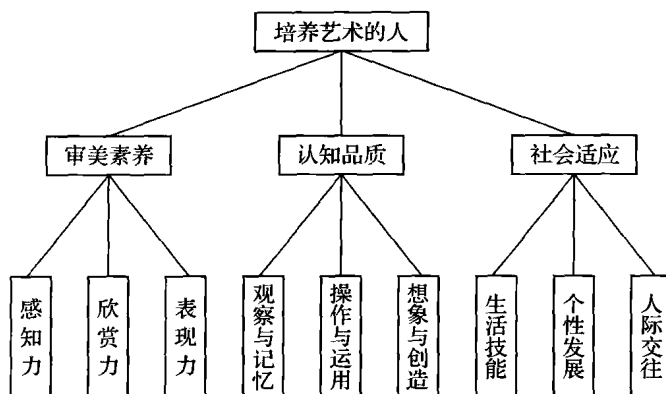 培养艺术的人
审美素养
认知品质
社会适应
感知力
欣赏力
表现力
观察与记忆
操作与运用
想象与创造
生活技能
个性发展
人际交往